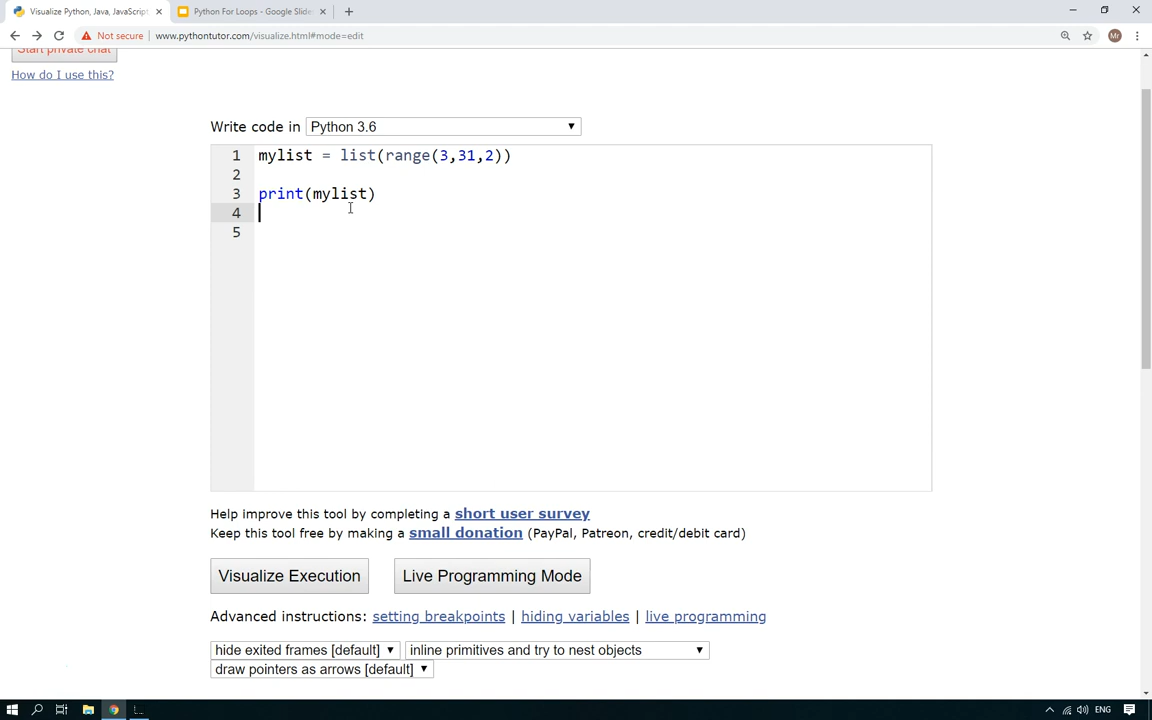 Visualize Python, Java, JavaScript
Python For Loops - Google Slide
Not secure
www.pythontutor.com/visualize.html#mode=edit
Mr
Start private chat
How do I use this?
Write code in Python 3.6
1 mylist = list(range(3,31,2))
2
3 print(mylist)
4
5
Help improve this tool by completing a short user survey
Keep this tool free by making a small donation (PayPal, Patreon, credit/debit card)
Visualize Execution Live Programming Mode
Advanced instructions: setting breakpoints | hiding variables | live programming
hide exited frames [default] inline primitives and try to nest objects
draw pointers as arrows [default]
ENG